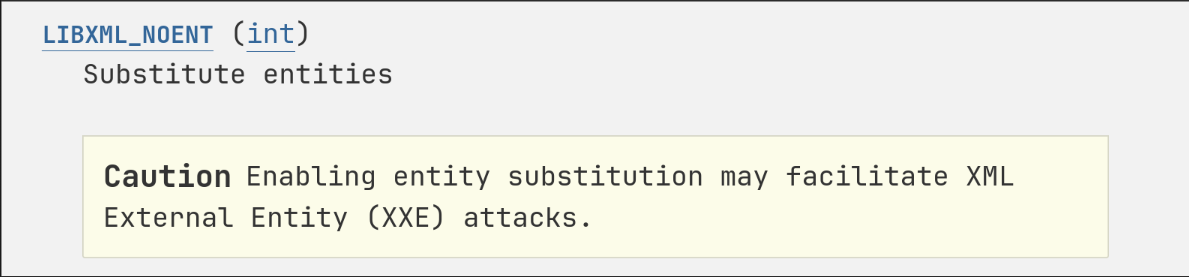 LIBXML_NOENT (int)
Substitute entities
Caution Enabling entity substitution may facilitate XML
External Entity (XXE) attacks.